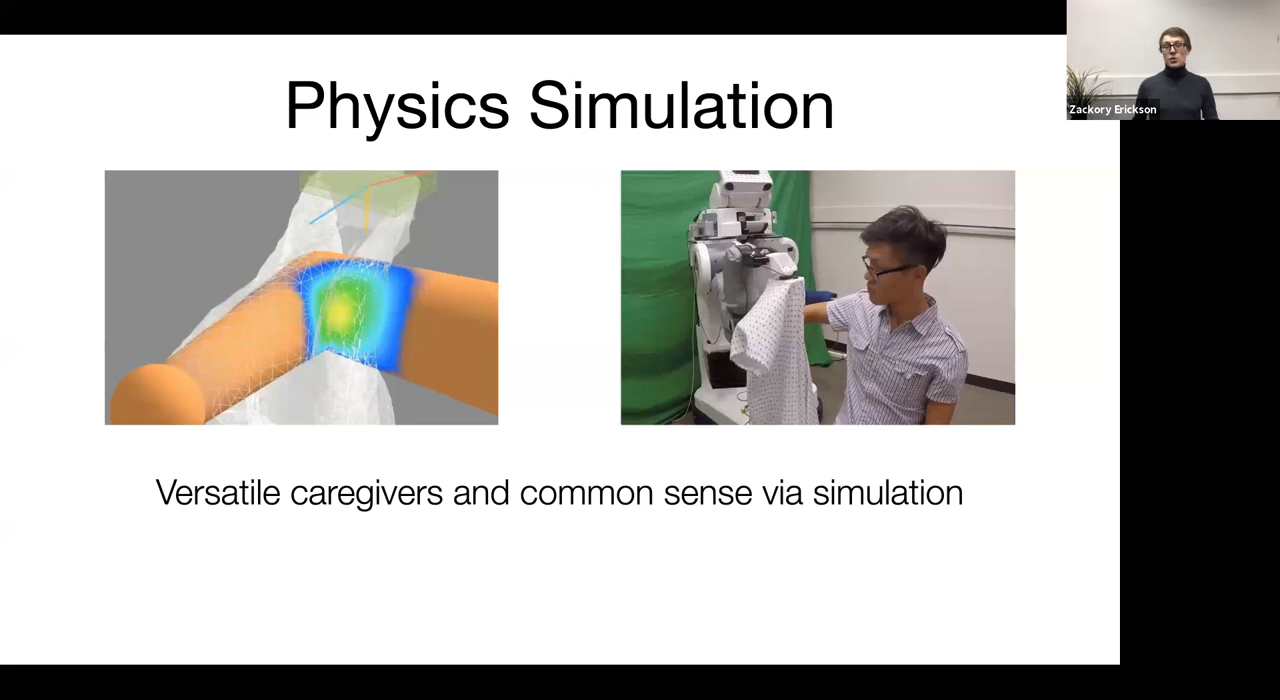 Physics Simulation
Zackory Erickson
Versatile caregivers and common sense via simulation